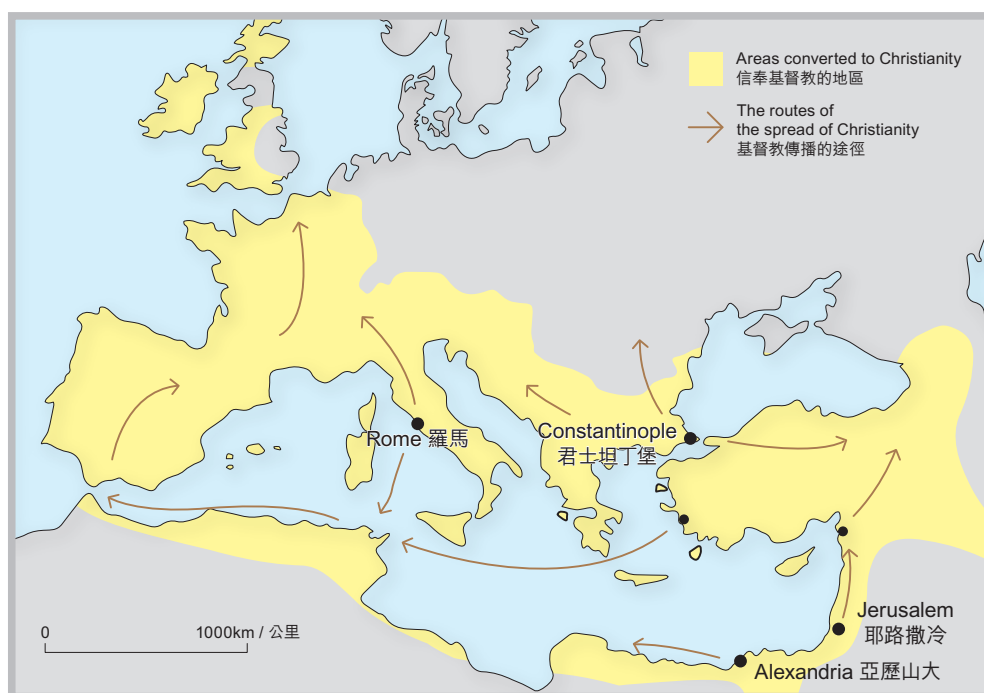 Areas converted to Christianity
信奉基督教的地區
The routes of
the spread of Christianity
基督教傳播的途徑
Rome 羅馬
Constantinople
君士坦丁堡
0 1000km / 公里
Jerusalem
耶路撒冷
Alexandria 亞歷山大